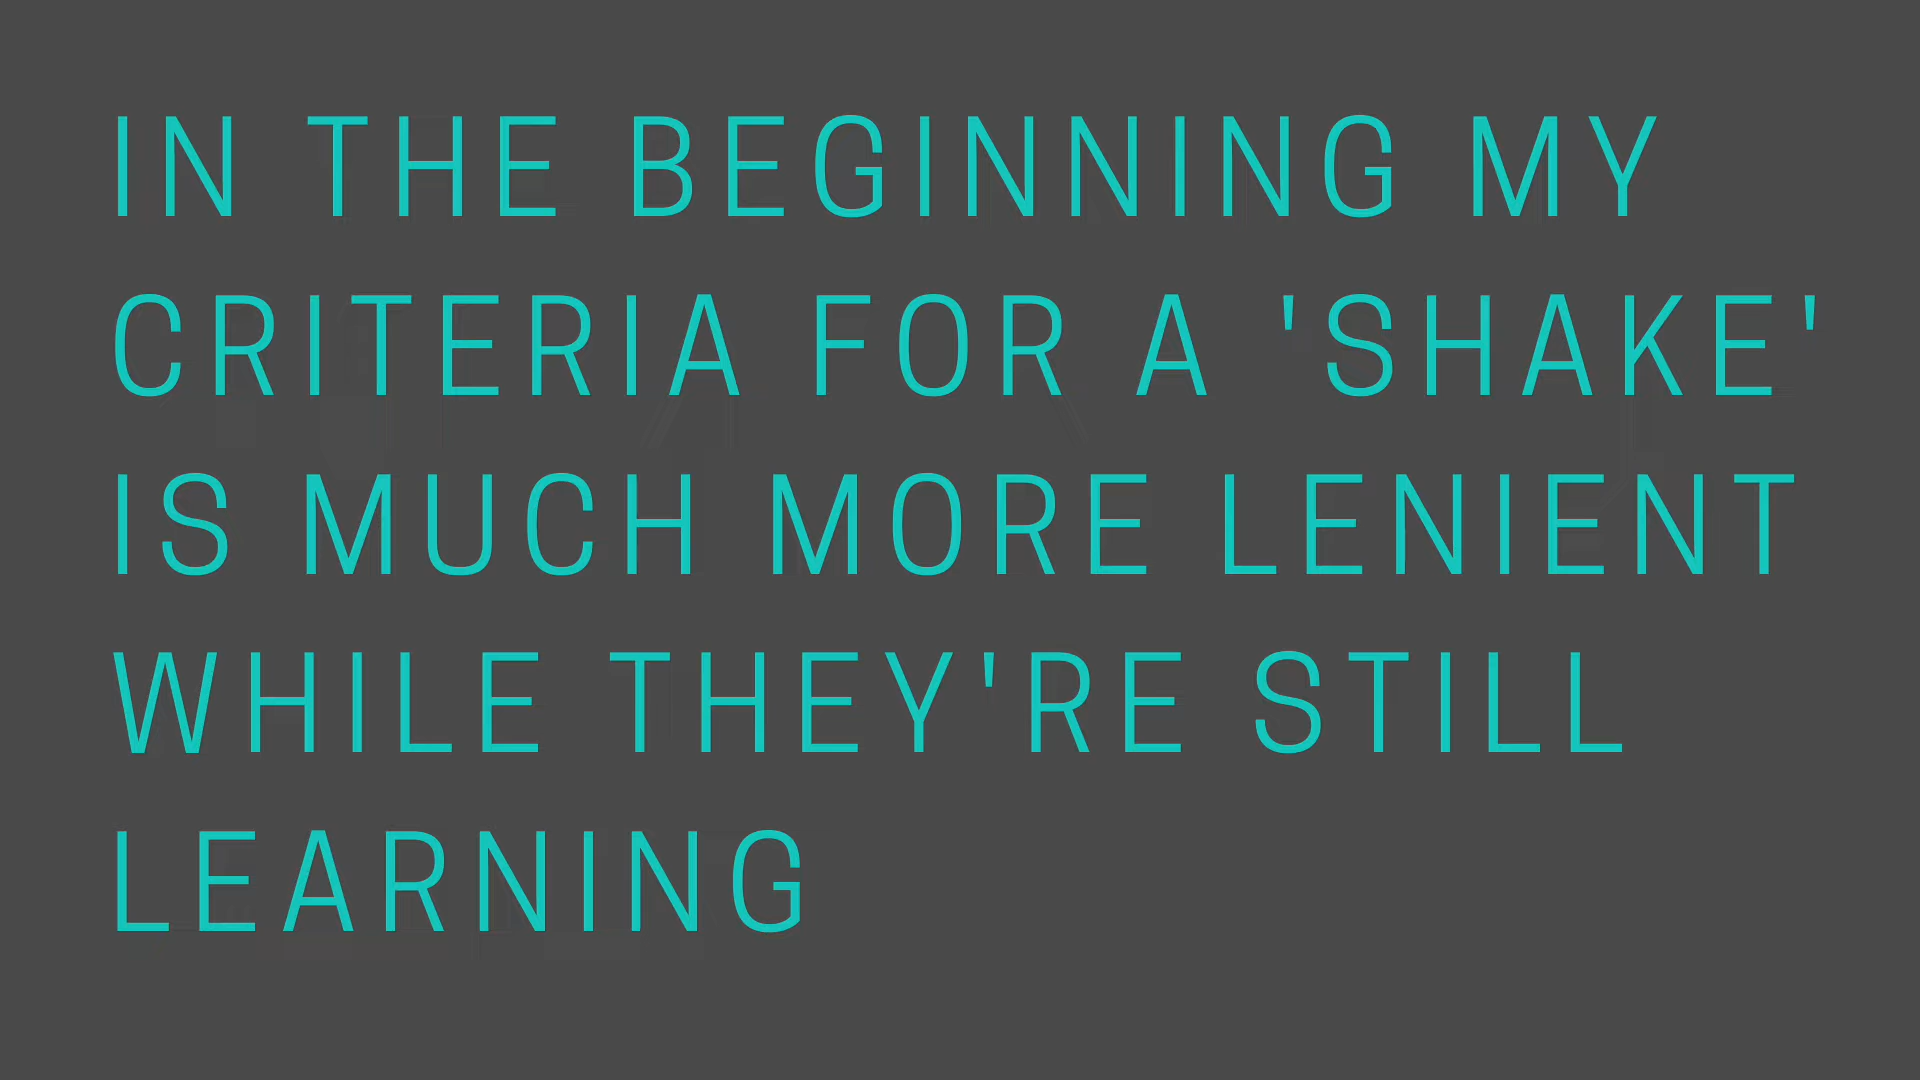 IN THE BEGINNING MY
CRITERIA FOR A 'SHAKE'
IS MUCH MORE LENIENT
WHILE THEY'RE STILL
LEARNING